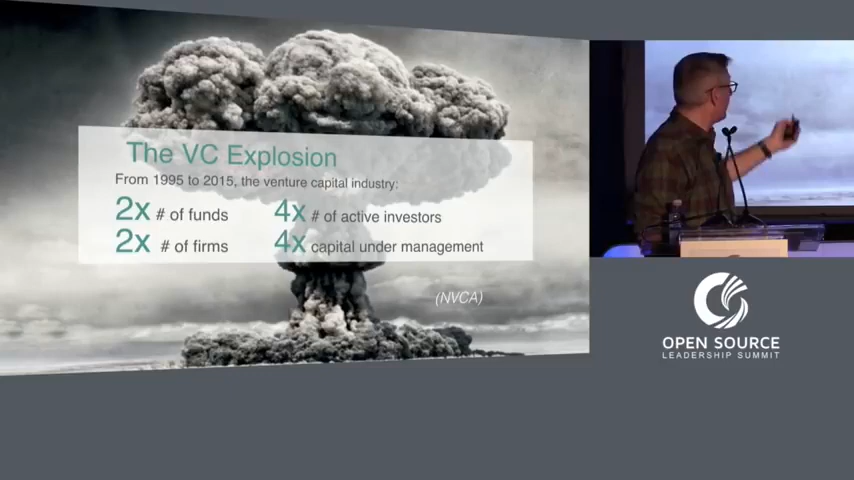 The VC Explosion
From 1995 to 2015, the venture capital industry:
2x # of funds 4x # of active investors
2x # of firms 4x capital under management
(NVCA)
OPEN SOURCE
LEADERSHIP SUMMIT